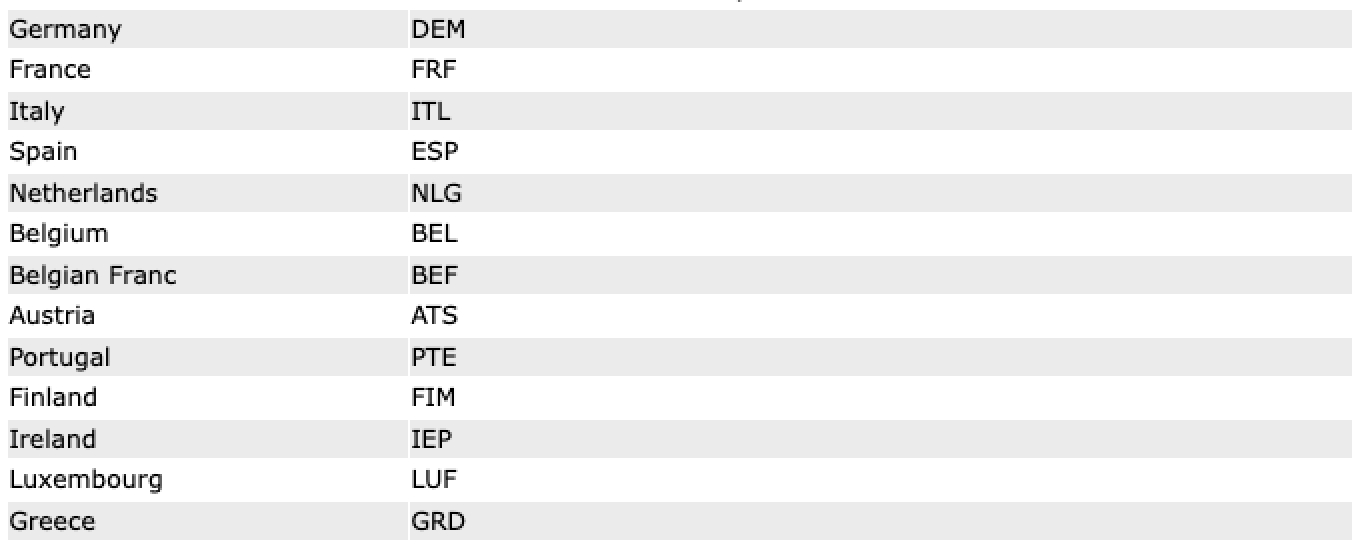 Germany DEM
France FRF
Italy ITL
Spain ESP
Netherlands NLG
Belgium BEL
Belgian Franc BEF
Austria ATS
Portugal PTE
Finland FIM
Ireland IEP
Luxembourg LUF
Greece GRD